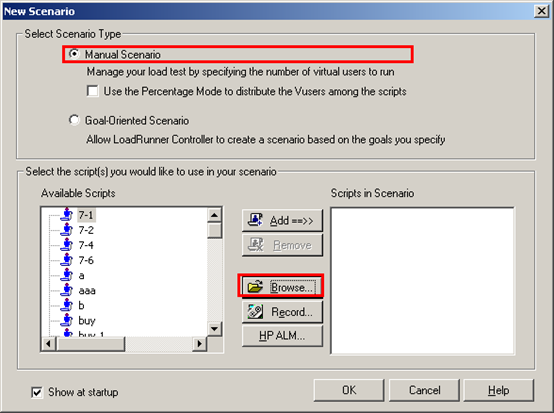 New Scenario
Select Scenario Type
Manual Scenario
Manage your load test by specifying the number of virtual users to run
Use the Percentage Mode to distribute the Vusers among the scripts
Goal-Oriented Scenario
Allow LoadRunner Controller to create a scenario based on the goals you specify
Select the script(s) you would like to use in your scenario
Available Scripts
Scripts in Scenario
7-1
7-2
7-4
7-6
a
aaa
b
buy
buy 1
Add ==>>
Remove
Browse...
Record...
HP ALM...
Show at startup
OK
Cancel
Help